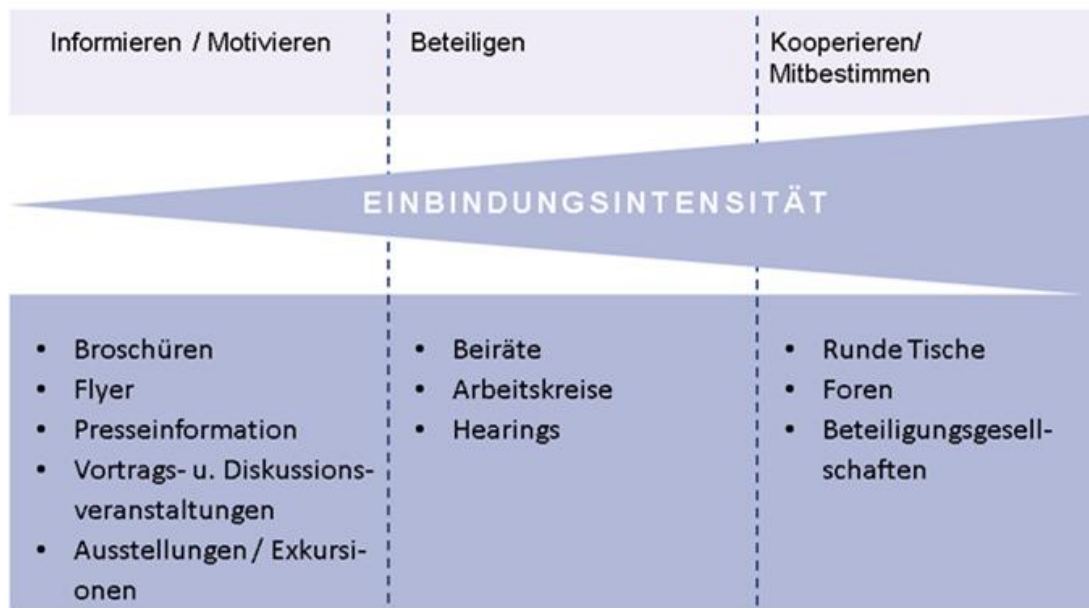 Informieren / Motivieren
Beteiligen
Kooperieren/
Mitbestimmen
EINBINDUNGSINTENSITÄT
• Broschüren
• Flyer
• Presseinformation
• Vortrags- u. Diskussions-
veranstaltungen
• Ausstellungen / Exkursi-
onen
• Beiräte
• Arbeitskreise
• Hearings
• Runde Tische
• Foren
• Beteiligungsgesell-
schaften